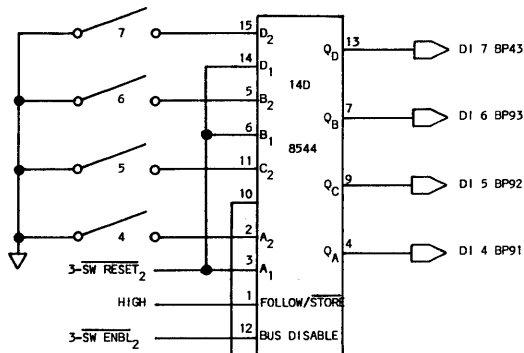 7 15 D2 QD 13 DI 7 BP43
14 D1 14D
6 5 B2 QB 7 DI 6 BP93
6 B1 8544
5 11 C2 QC 9 DI 5 BP92
10
4 2 A2 QA 4 DI 4 BP91
3-SW RESET2 3 A1
HIGH 1 FOLLOW/STORE
3-SW ENBL2 12 BUS DISABLE